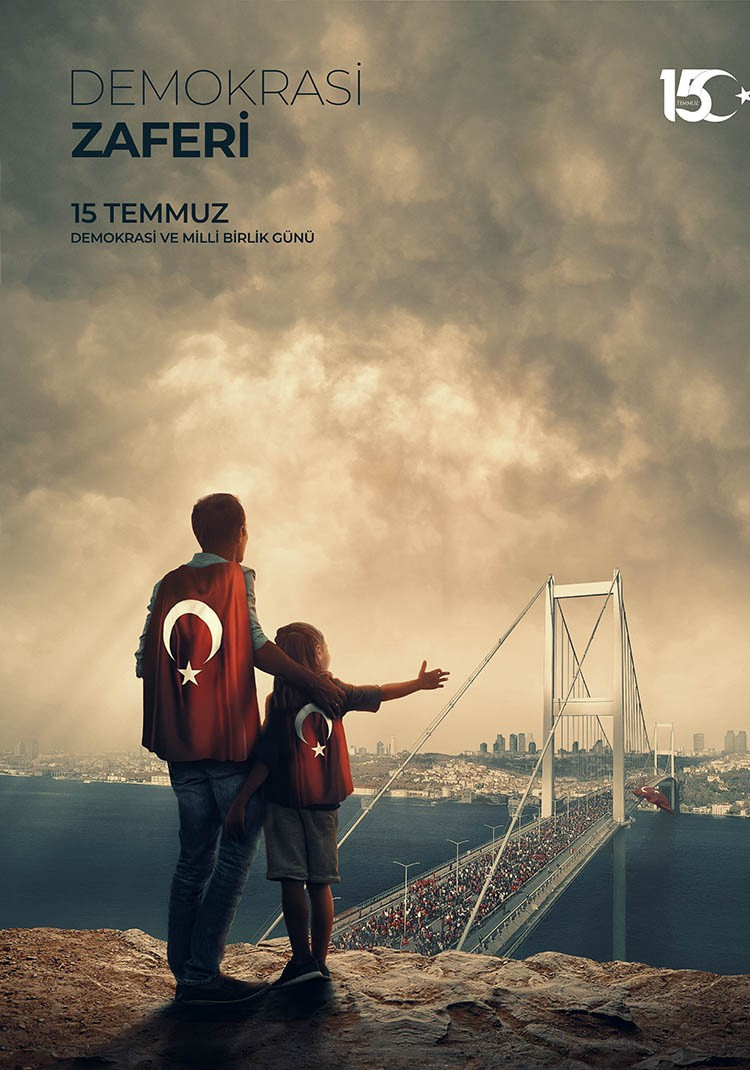 DEMOKRASİ
ZAFERİ
15 TEMMUZ
DEMOKRASİ VE MİLLİ BİRLİK GÜNÜ
15
TEMMUZ